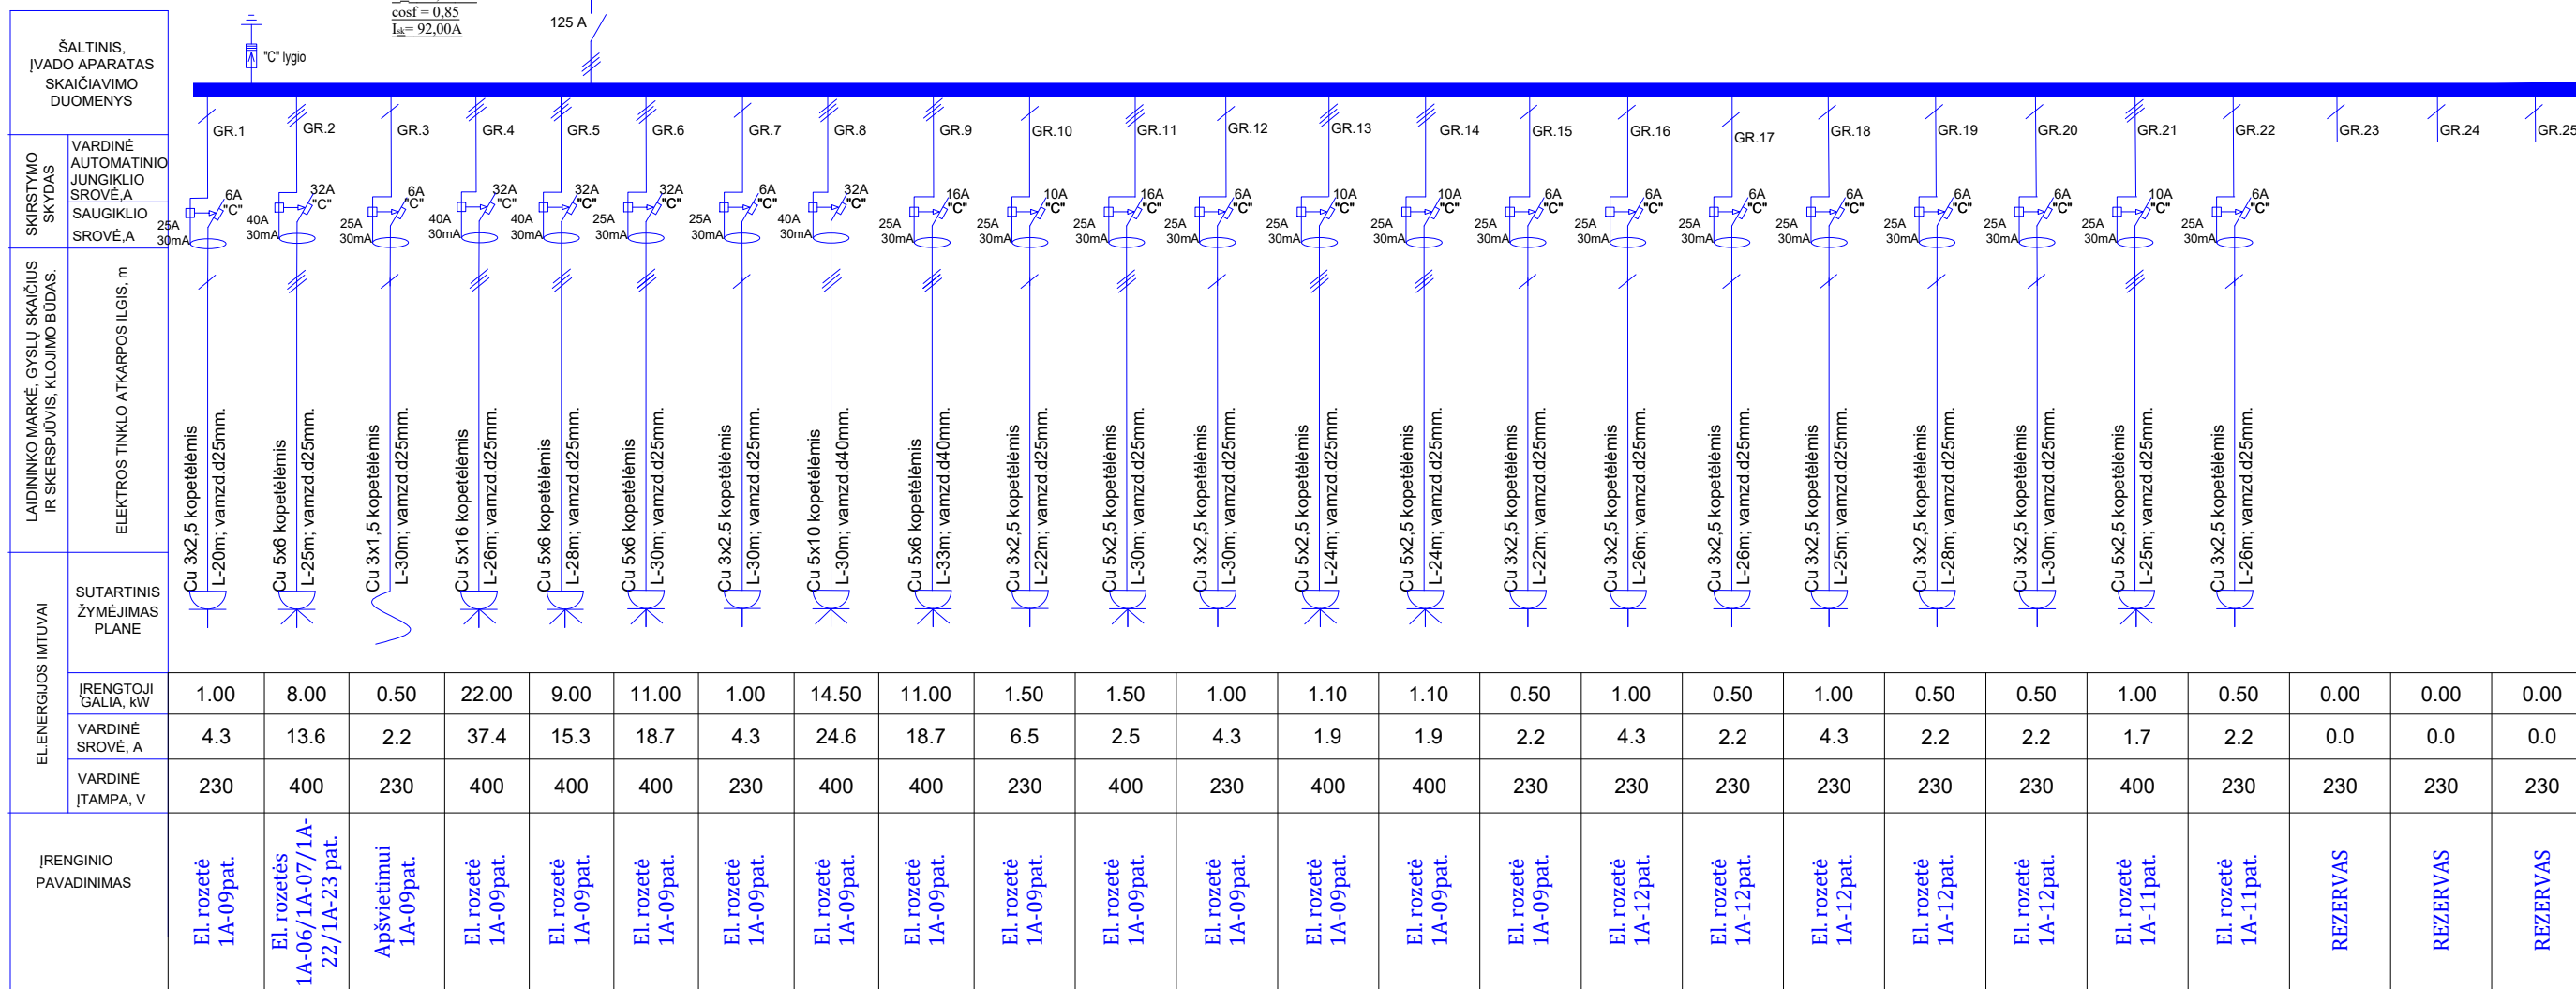 cosf = 0,85
Isk= 92,00A
125 A
"C" lygio
ŠALTINIS,
ĮVADO APARATAS
SKAIČIAVIMO
DUOMENYS
GR.1 GR.2 GR.3 GR.4 GR.5 GR.6 GR.7 GR.8 GR.9 GR.10 GR.11 GR.12 GR.13 GR.14 GR.15 GR.16 GR.17 GR.18 GR.19 GR.20 GR.21 GR.22 GR.23 GR.24 GR.25
SKIRSTYMO
SKYDAS
VARDINĖ
AUTOMATINIO
JUNGIKLIO
SROVĖ,A
6A 32A 6A 32A 32A 32A 6A 32A 16A 10A 16A 6A 10A 10A 6A 6A 6A 6A 6A 6A 10A 6A
"C" "C" "C" "C" "C" "C" "C" "C" "C" "C" "C" "C" "C" "C" "C" "C" "C" "C" "C" "C" "C" "C"
SAUGIKLIO
SROVĖ,A
25A 40A 25A 40A 40A 25A 25A 40A 25A 25A 25A 25A 25A 25A 25A 25A 25A 25A 25A 25A 25A 25A
30mA 30mA 30mA 30mA 30mA 30mA 30mA 30mA 30mA 30mA 30mA 30mA 30mA 30mA 30mA 30mA 30mA 30mA 30mA 30mA 30mA 30mA
LAIDININKO MARKĖ, GYSLŲ SKAIČIUS
IR SKERSPJŪVIS, KLOJIMO BŪDAS.
ELEKTROS TINKLO ATKARPOS ILGIS, m
Cu 3x2,5 kopetėlėmis
L-20m; vamzd.d25mm.
Cu 5x6 kopetėlėmis
L-25m; vamzd.d25mm.
Cu 3x1,5 kopetėlėmis
L-30m; vamzd.d25mm.
Cu 5x16 kopetėlėmis
L-26m; vamzd.d25mm.
Cu 5x6 kopetėlėmis
L-28m; vamzd.d25mm.
Cu 5x6 kopetėlėmis
L-30m; vamzd.d25mm.
Cu 3x2.5 kopetėlėmis
L-30m; vamzd.d25mm.
Cu 5x10 kopetėlėmis
L-30m; vamzd.d40mm.
Cu 5x6 kopetėlėmis
L-33m; vamzd.d40mm.
Cu 3x2,5 kopetėlėmis
L-22m; vamzd.d25mm.
Cu 5x2,5 kopetėlėmis
L-30m; vamzd.d25mm.
Cu 3x2,5 kopetėlėmis
L-30m; vamzd.d25mm.
Cu 5x2,5 kopetėlėmis
L-24m; vamzd.d25mm.
Cu 5x2,5 kopetėlėmis
L-24m; vamzd.d25mm.
Cu 3x2,5 kopetėlėmis
L-22m; vamzd.d25mm.
Cu 3x2,5 kopetėlėmis
L-26m; vamzd.d25mm.
Cu 3x2,5 kopetėlėmis
L-26m; vamzd.d25mm.
Cu 3x2,5 kopetėlėmis
L-25m; vamzd.d25mm.
Cu 3x2,5 kopetėlėmis
L-28m; vamzd.d25mm.
Cu 3x2,5 kopetėlėmis
L-30m; vamzd.d25mm.
Cu 5x2,5 kopetėlėmis
L-25m; vamzd.d25mm.
Cu 3x2,5 kopetėlėmis
L-26m; vamzd.d25mm.
EL.ENERGIJOS IMTUVAI
SUTARTINIS
ŽYMĖJIMAS
PLANE
ĮRENGTOJI
GALIA, kW
1.00 8.00 0.50 22.00 9.00 11.00 1.00 14.50 11.00 1.50 1.50 1.00 1.10 1.10 0.50 1.00 0.50 1.00 0.50 0.50 1.00 0.50 0.00 0.00 0.00
VARDINĖ
SROVĖ, A
4.3 13.6 2.2 37.4 15.3 18.7 4.3 24.6 18.7 6.5 2.5 4.3 1.9 1.9 2.2 4.3 2.2 4.3 2.2 2.2 1.7 2.2 0.0 0.0 0.0
VARDINĖ
ĮTAMPA, V
230 400 230 400 400 400 230 400 400 230 400 230 400 400 230 230 230 230 230 230 400 230 230 230 230
ĮRENGINIO
PAVADINIMAS
El. rozetė
1A-09pat.
El. rozetės
1A-06/1A-07/1A-
22/1A-23 pat.
Apšvietimui
1A-09pat.
El. rozetė
1A-09pat.
El. rozetė
1A-09pat.
El. rozetė
1A-09pat.
El. rozetė
1A-09pat.
El. rozetė
1A-09pat.
El. rozetė
1A-09pat.
El. rozetė
1A-09pat.
El. rozetė
1A-09pat.
El. rozetė
1A-09pat.
El. rozetė
1A-09pat.
El. rozetė
1A-09pat.
El. rozetė
1A-09pat.
El. rozetė
1A-12pat.
El. rozetė
1A-12pat.
El. rozetė
1A-12pat.
El. rozetė
1A-12pat.
El. rozetė
1A-12pat.
El. rozetė
1A-11pat.
El. rozetė
1A-11pat.
REZERVAS
REZERVAS
REZERVAS